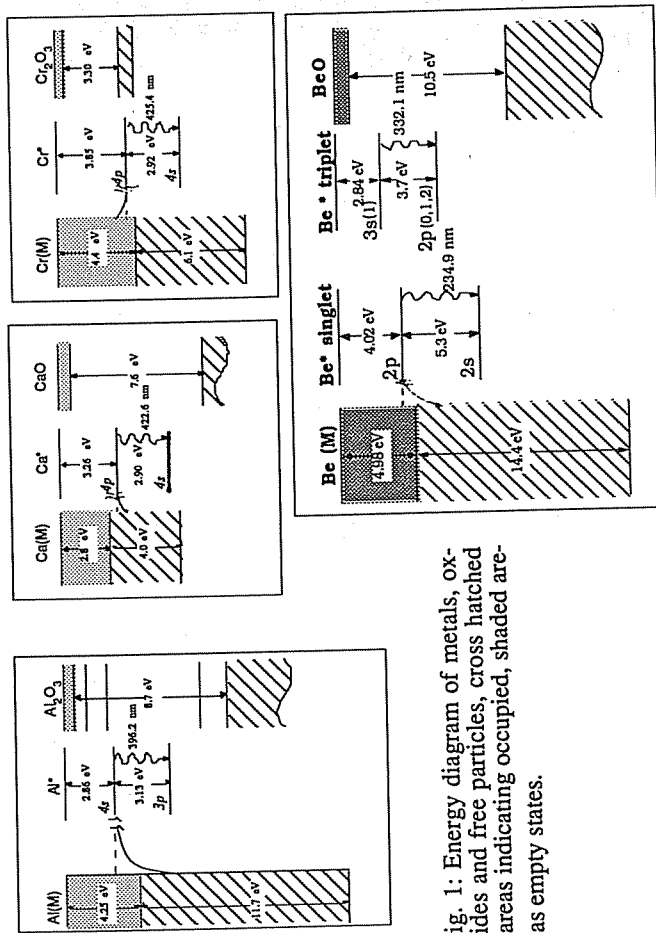 Al(M) Al* Al2O3
4.25 eV
11.7 eV
2.86 eV
4s
396.2 nm
3.13 eV
3p
8.7 eV
Ca(M) Ca* CaO
2.8 eV
4.0 eV
3.26 eV
4p
422.6 nm
2.90 eV
4s
7.6 eV
Cr(M) Cr* Cr2O3
4.4 eV
6.1 eV
3.85 eV
4p
425.4 nm
2.92 eV
4s
3.30 eV
ig. 1: Energy diagram of metals, ox-
ides and free particles, cross hatched
areas indicating occupied, shaded are-
as empty states.
Be (M) Be* singlet Be* triplet BeO
4.98 eV
14.4 eV
4.02 eV
2p
5.3 eV
234.9 nm
2s
2.84 eV
3s(1)
332.1 nm
3.7 eV
2p(0,1,2)
10.5 eV